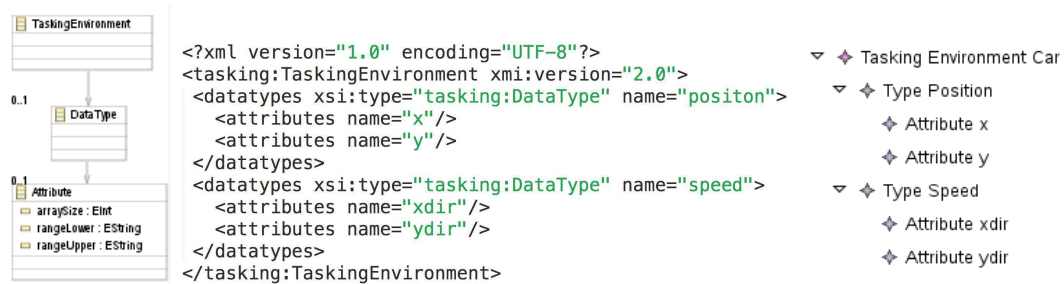 TaskingEnvironment
0..1
DataType
0..1
Attribute
arraySize : EInt
rangeLower : EString
rangeUpper : EString
<?xml version="1.0" encoding="UTF-8"?>
<tasking:TaskingEnvironment xmi:version="2.0">
<datatypes xsi:type="tasking:DataType" name="positon">
<attributes name="x"/>
<attributes name="y"/>
</datatypes>
<datatypes xsi:type="tasking:DataType" name="speed">
<attributes name="xdir"/>
<attributes name="ydir"/>
</datatypes>
</tasking:TaskingEnvironment>
Tasking Environment Car
Type Position
Attribute x
Attribute y
Type Speed
Attribute xdir
Attribute ydir